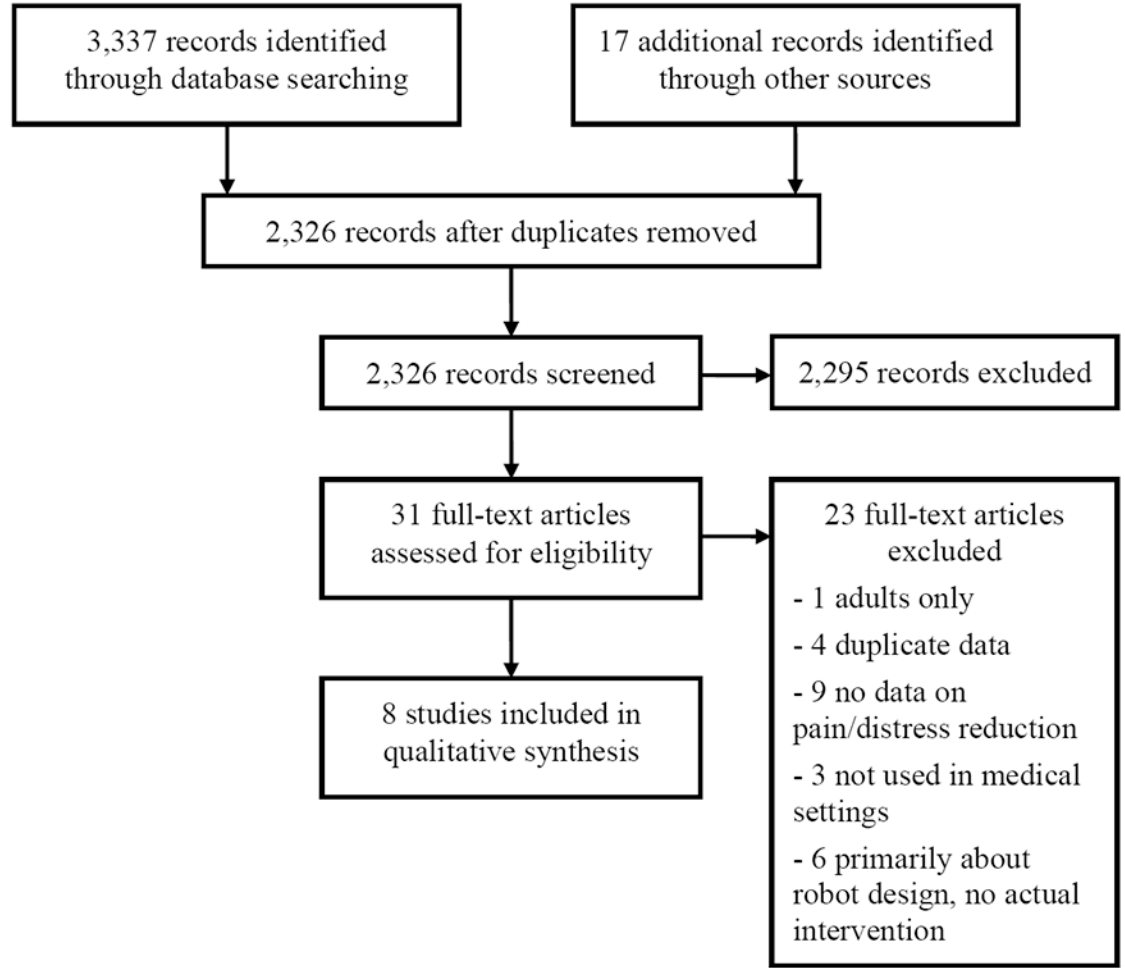 3,337 records identified
through database searching
17 additional records identified
through other sources
2,326 records after duplicates removed
2,326 records screened
2,295 records excluded
31 full-text articles
assessed for eligibility
23 full-text articles
excluded
- 1 adults only
- 4 duplicate data
- 9 no data on
pain/distress reduction
- 3 not used in medical
settings
- 6 primarily about
robot design, no actual
intervention
8 studies included in
qualitative synthesis